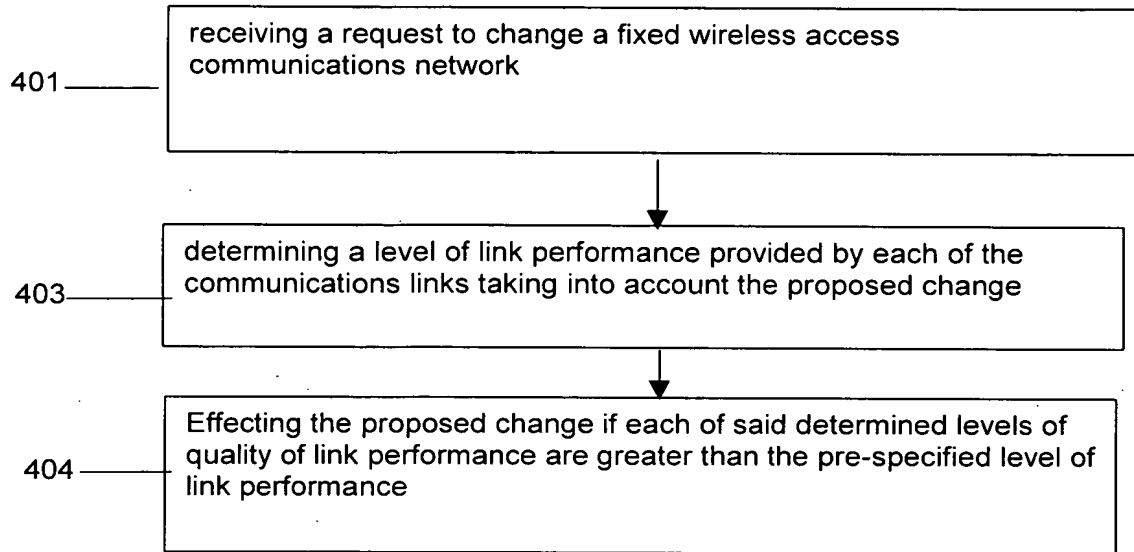 receiving a request to change a fixed wireless access
communications network
401
determining a level of link performance provided by each of the
communications links taking into account the proposed change
403
Effecting the proposed change if each of said determined levels of
quality of link performance are greater than the pre-specified level of
link performance
404